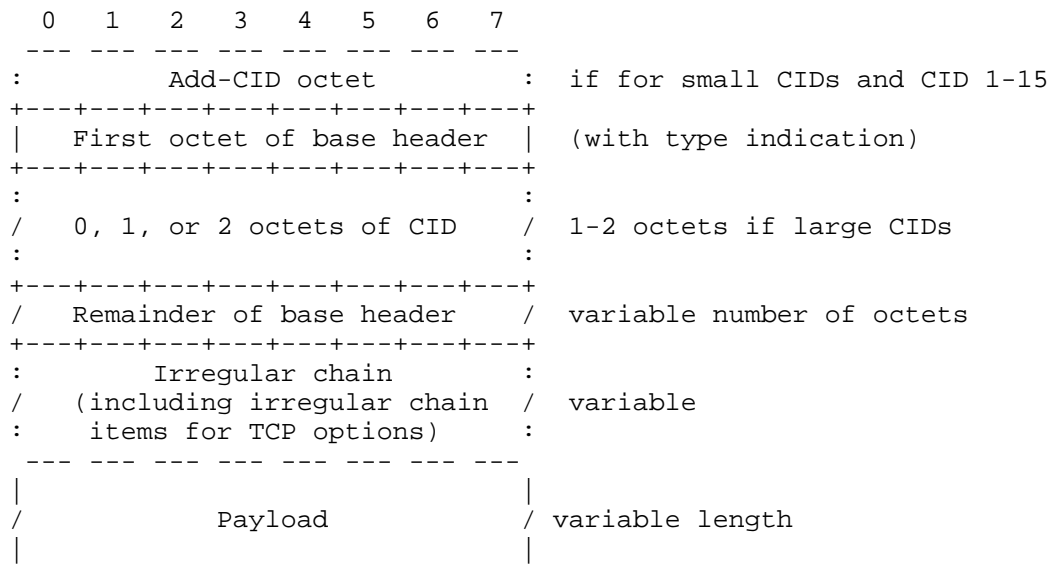 0   1   2   3   4   5   6   7
 --- --- --- --- --- --- --- ---
:         Add-CID octet         :  if for small CIDs and CID 1-15
+---+---+---+---+---+---+---+---+
|   First octet of base header  |  (with type indication)
+---+---+---+---+---+---+---+---+
:                               :
/   0, 1, or 2 octets of CID    /  1-2 octets if large CIDs
:                               :
+---+---+---+---+---+---+---+---+
/   Remainder of base header    /  variable number of octets
+---+---+---+---+---+---+---+---+
:        Irregular chain        :
/   (including irregular chain  /  variable
:    items for TCP options)     :
 --- --- --- --- --- --- --- ---
|                               |
/            Payload            / variable length
|                               |